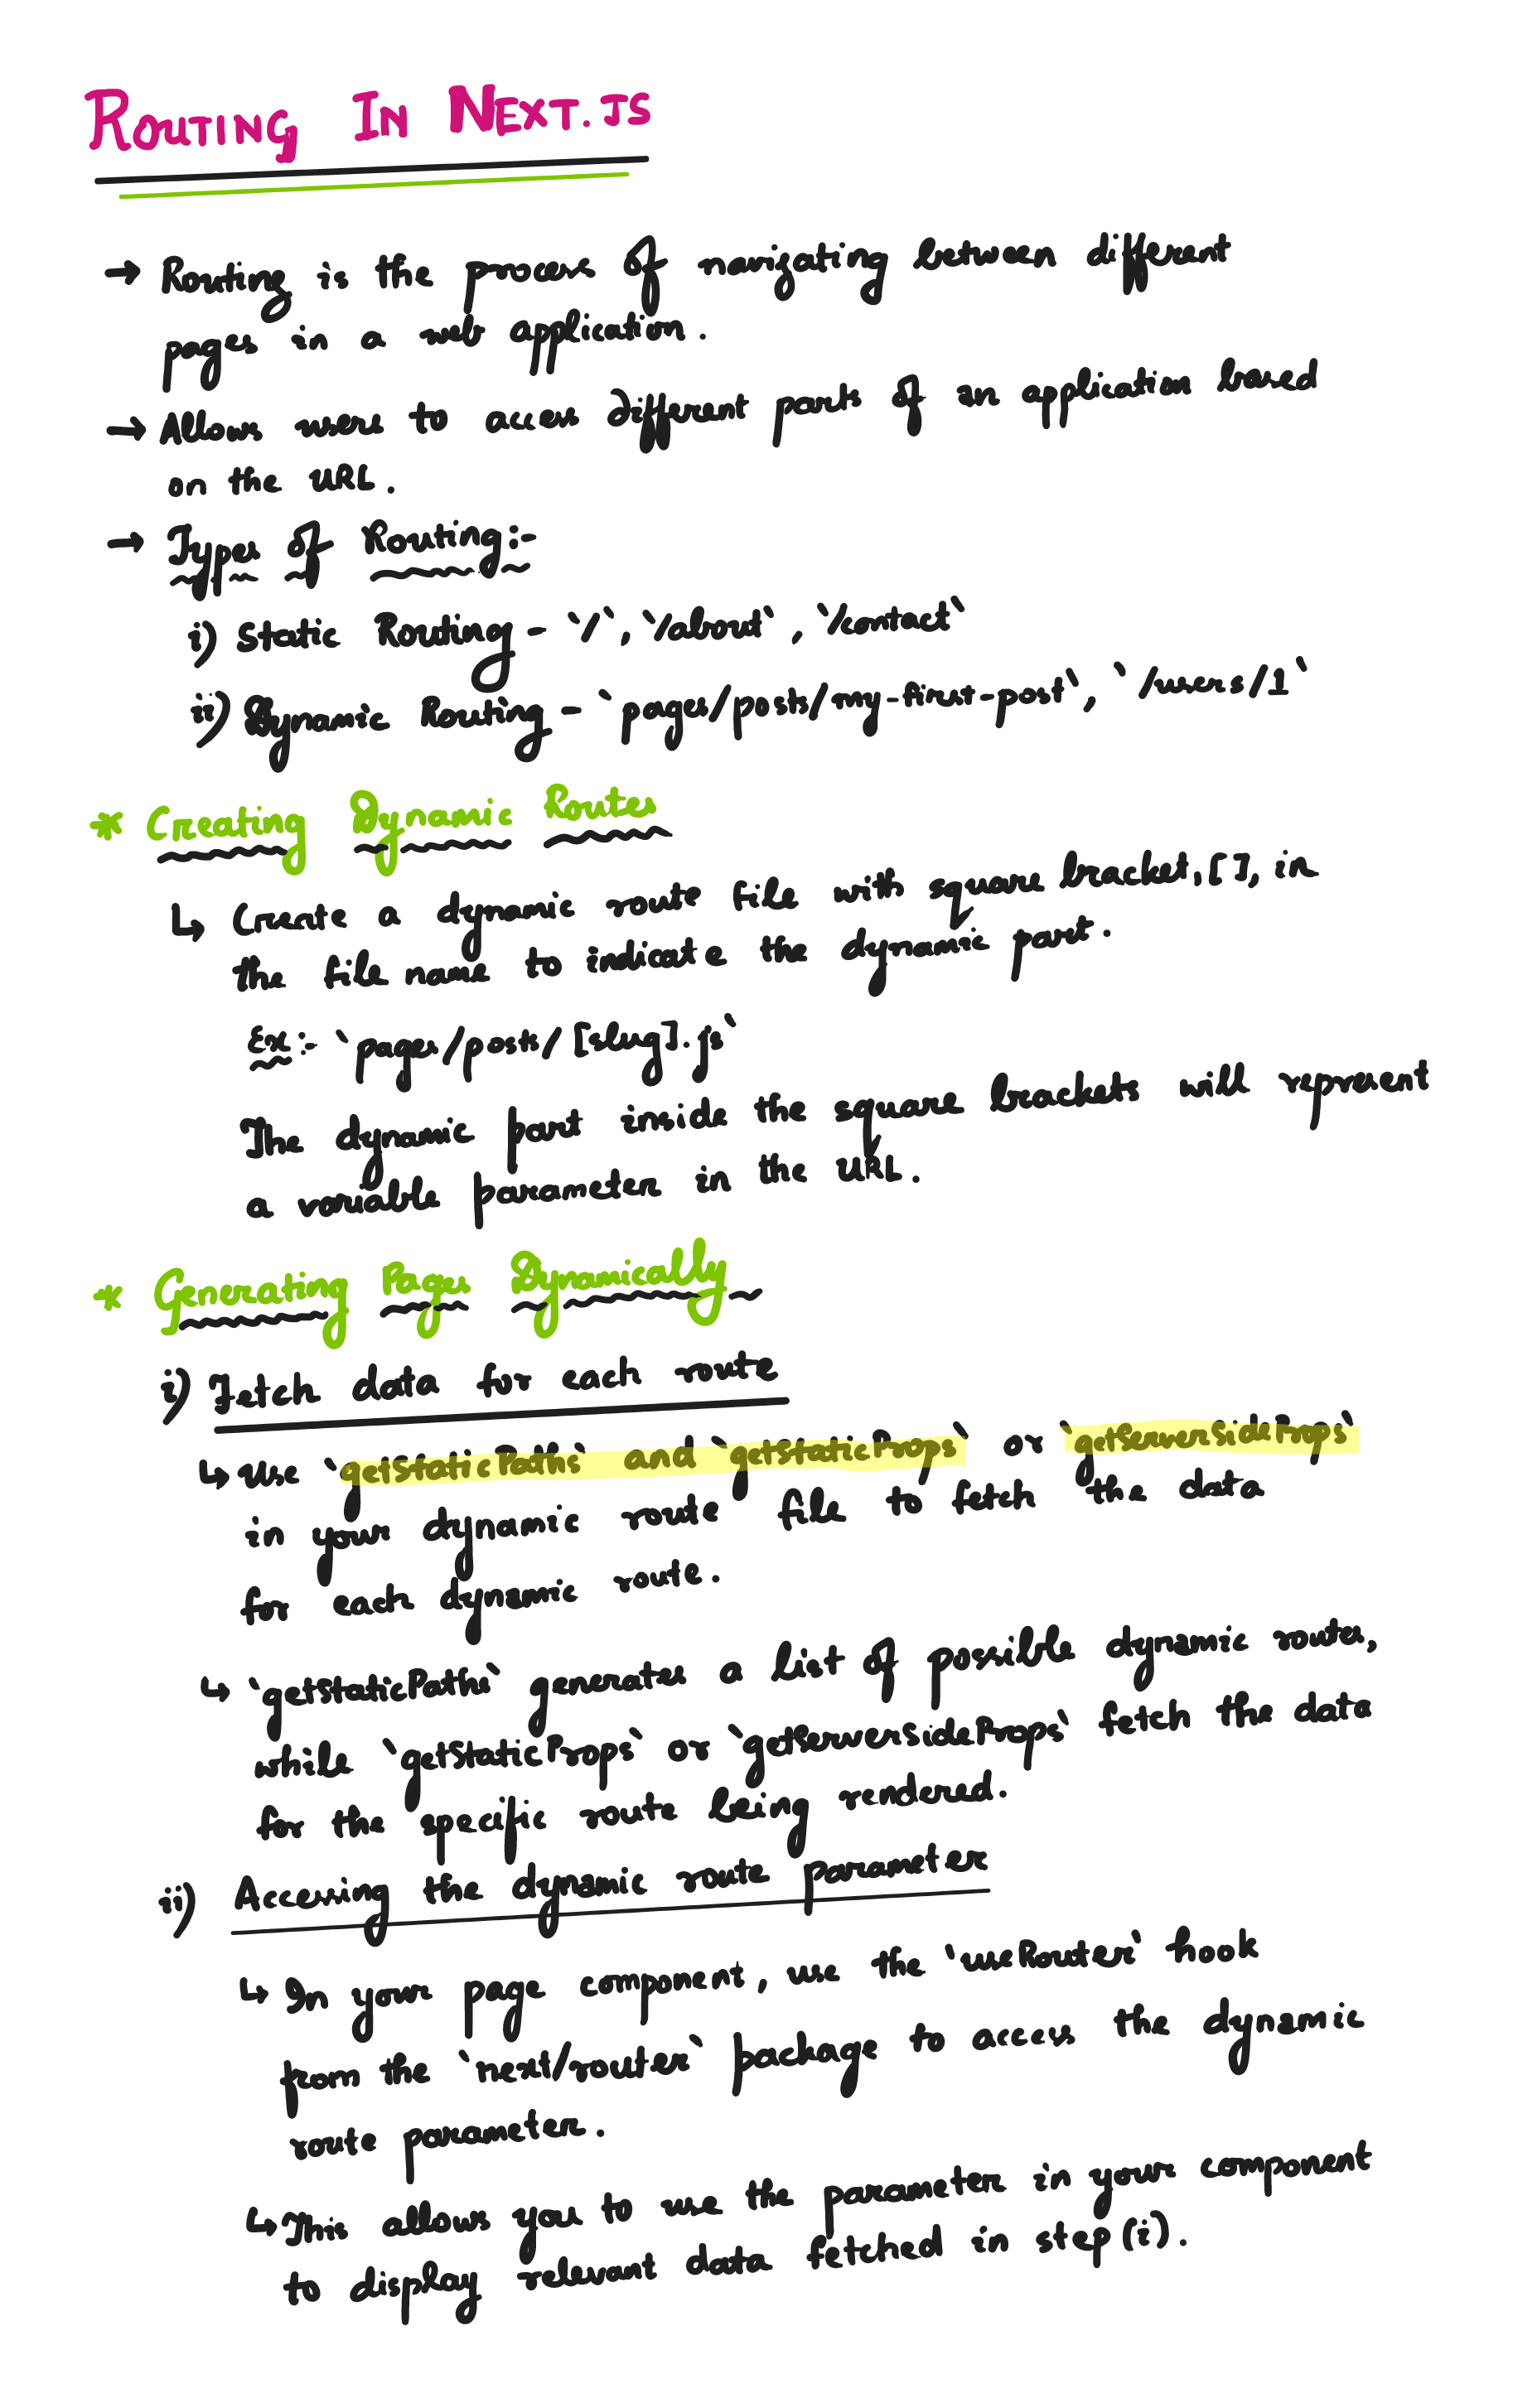 ROUTING IN NEXT.JS
→ Routing is the process of navigating between different
pages in a web application.
→ Allows users to access different parts of an application based
on the URL.
→ Types of Routing:-
i) Static Routing - `/`, `/about`, `/contact`
ii) Dynamic Routing - `pages/posts/my-first-post`, `/users/1`
* Creating Dynamic Routes
↳ Create a dynamic route file with square bracket, [], in
the file name to indicate the dynamic part.
Ex:- `pages/posts/[slug].js`
The dynamic part inside the square brackets will represent
a variable parameter in the URL.
* Generating Pages Dynamically
i) Fetch data for each route
↳ Use `getStaticPaths` and `getStaticProps` or `getServerSideProps`
in your dynamic route file to fetch the data
for each dynamic route.
↳ `getStaticPaths` generates a list of possible dynamic routes,
while `getStaticProps` or `getServerSideProps` fetch the data
for the specific route being rendered.
ii) Accessing the dynamic route parameter
↳ In your page component, use the `useRouter` hook
from the `next/router` package to access the dynamic
route parameter.
↳ This allows you to use the parameter in your component
to display relevant data fetched in step (i).